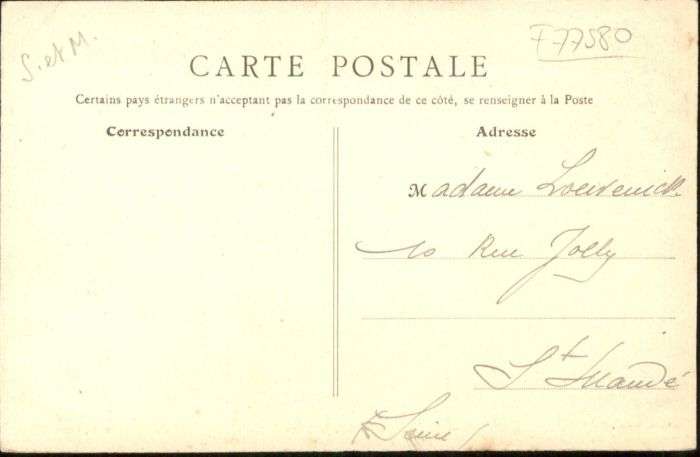 S. et M.
F77580
CARTE POSTALE
Certains pays étrangers n'acceptant pas la correspondance de ce côté, se renseigner à la Poste
Correspondance
Adresse
Madame
10 Rue Jolly
St Mandé
Seine